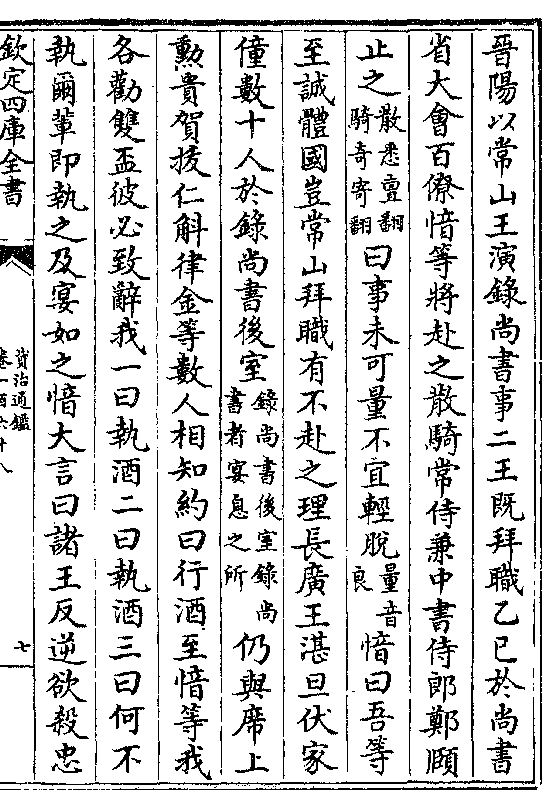 晉陽以常山王演錄尚書事二王既拜職乙巳於尚書
省大會百僚愔等將赴之散騎常侍兼中書侍郎鄭頤
止之散悉亶翻騎奇寄翻曰事未可量不宜輕脫量音良愔曰吾等
至誠體國豈常山拜職有不赴之理長廣王湛旦伏家
僮數十人於錄尚書後室錄尚書後室錄尚書者宴息之所仍與席上
勲貴賀拔仁斛律金等數人相知約曰行酒至愔等我
各勸雙盃彼必致辭我一曰執酒二曰執酒三曰何不
執爾輩即執之及宴如之愔大言曰諸王反逆欲殺忠
欽定四庫全書
資治通鑑
卷一百六十八
七